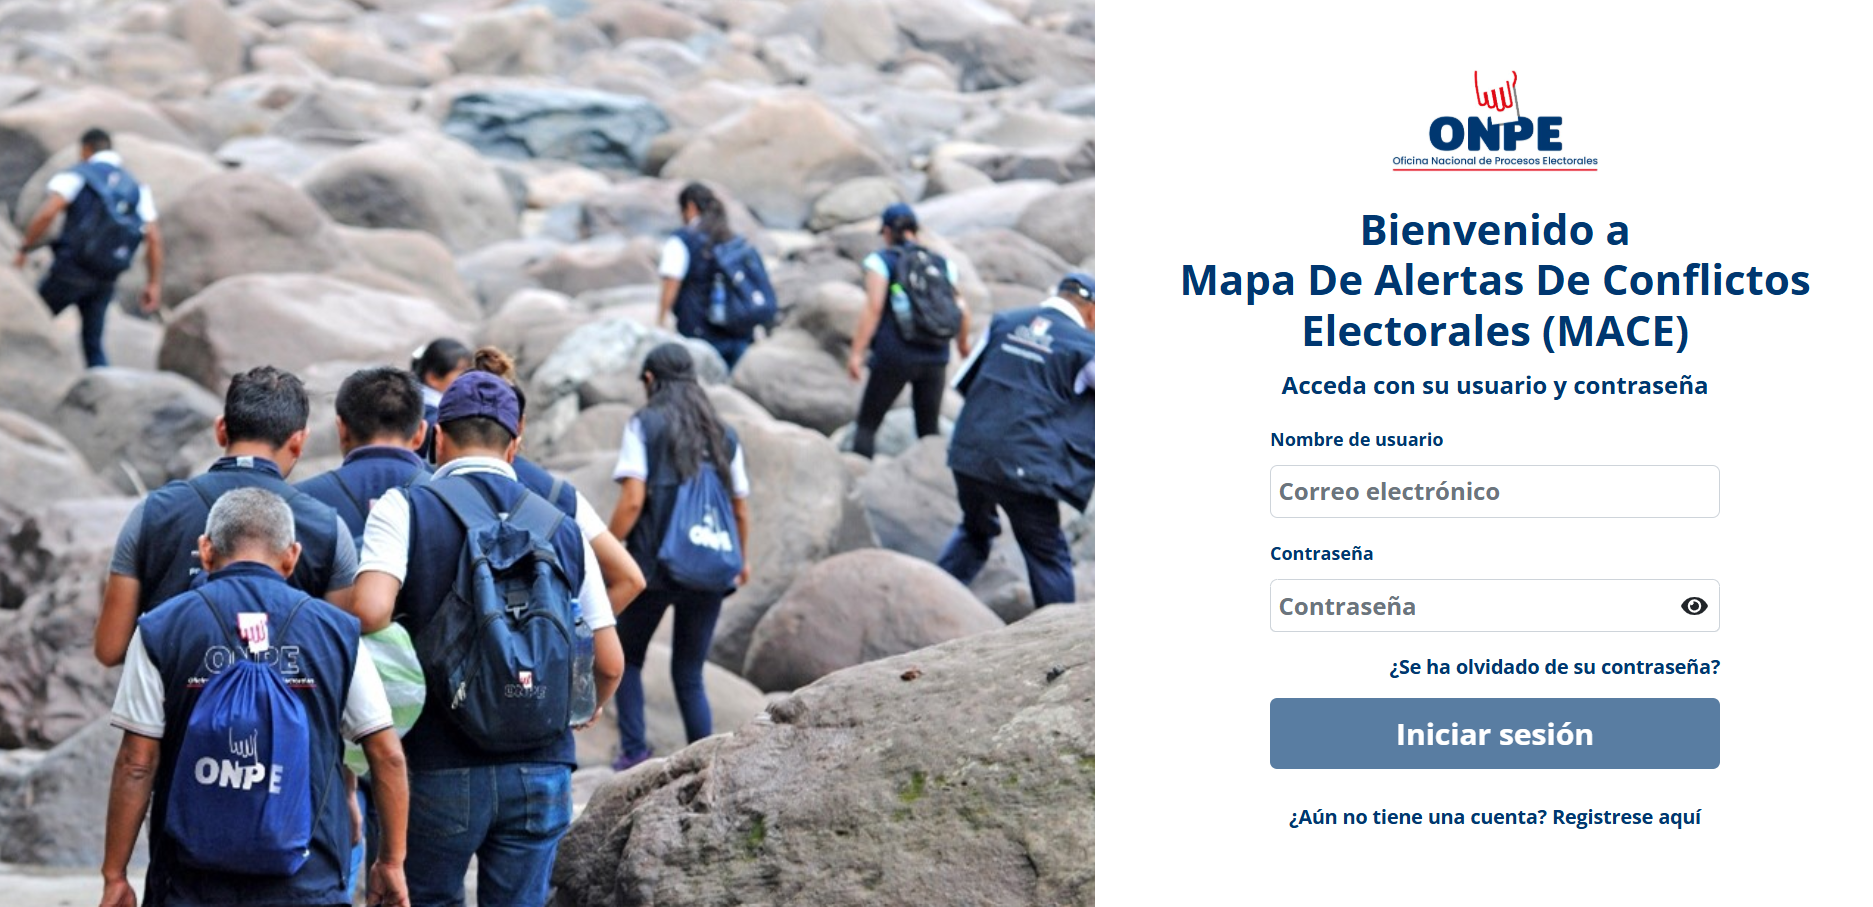 ONPE
Oficina Nacional de Procesos Electorales
Bienvenido a
Mapa De Alertas De Conflictos
Electorales (MACE)
Acceda con su usuario y contraseña
Nombre de usuario
Correo electrónico
Contraseña
Contraseña
¿Se ha olvidado de su contraseña?
Iniciar sesión
¿Aún no tiene una cuenta? Registrese aquí
ONPE
ONPE
ONPE
ONPE